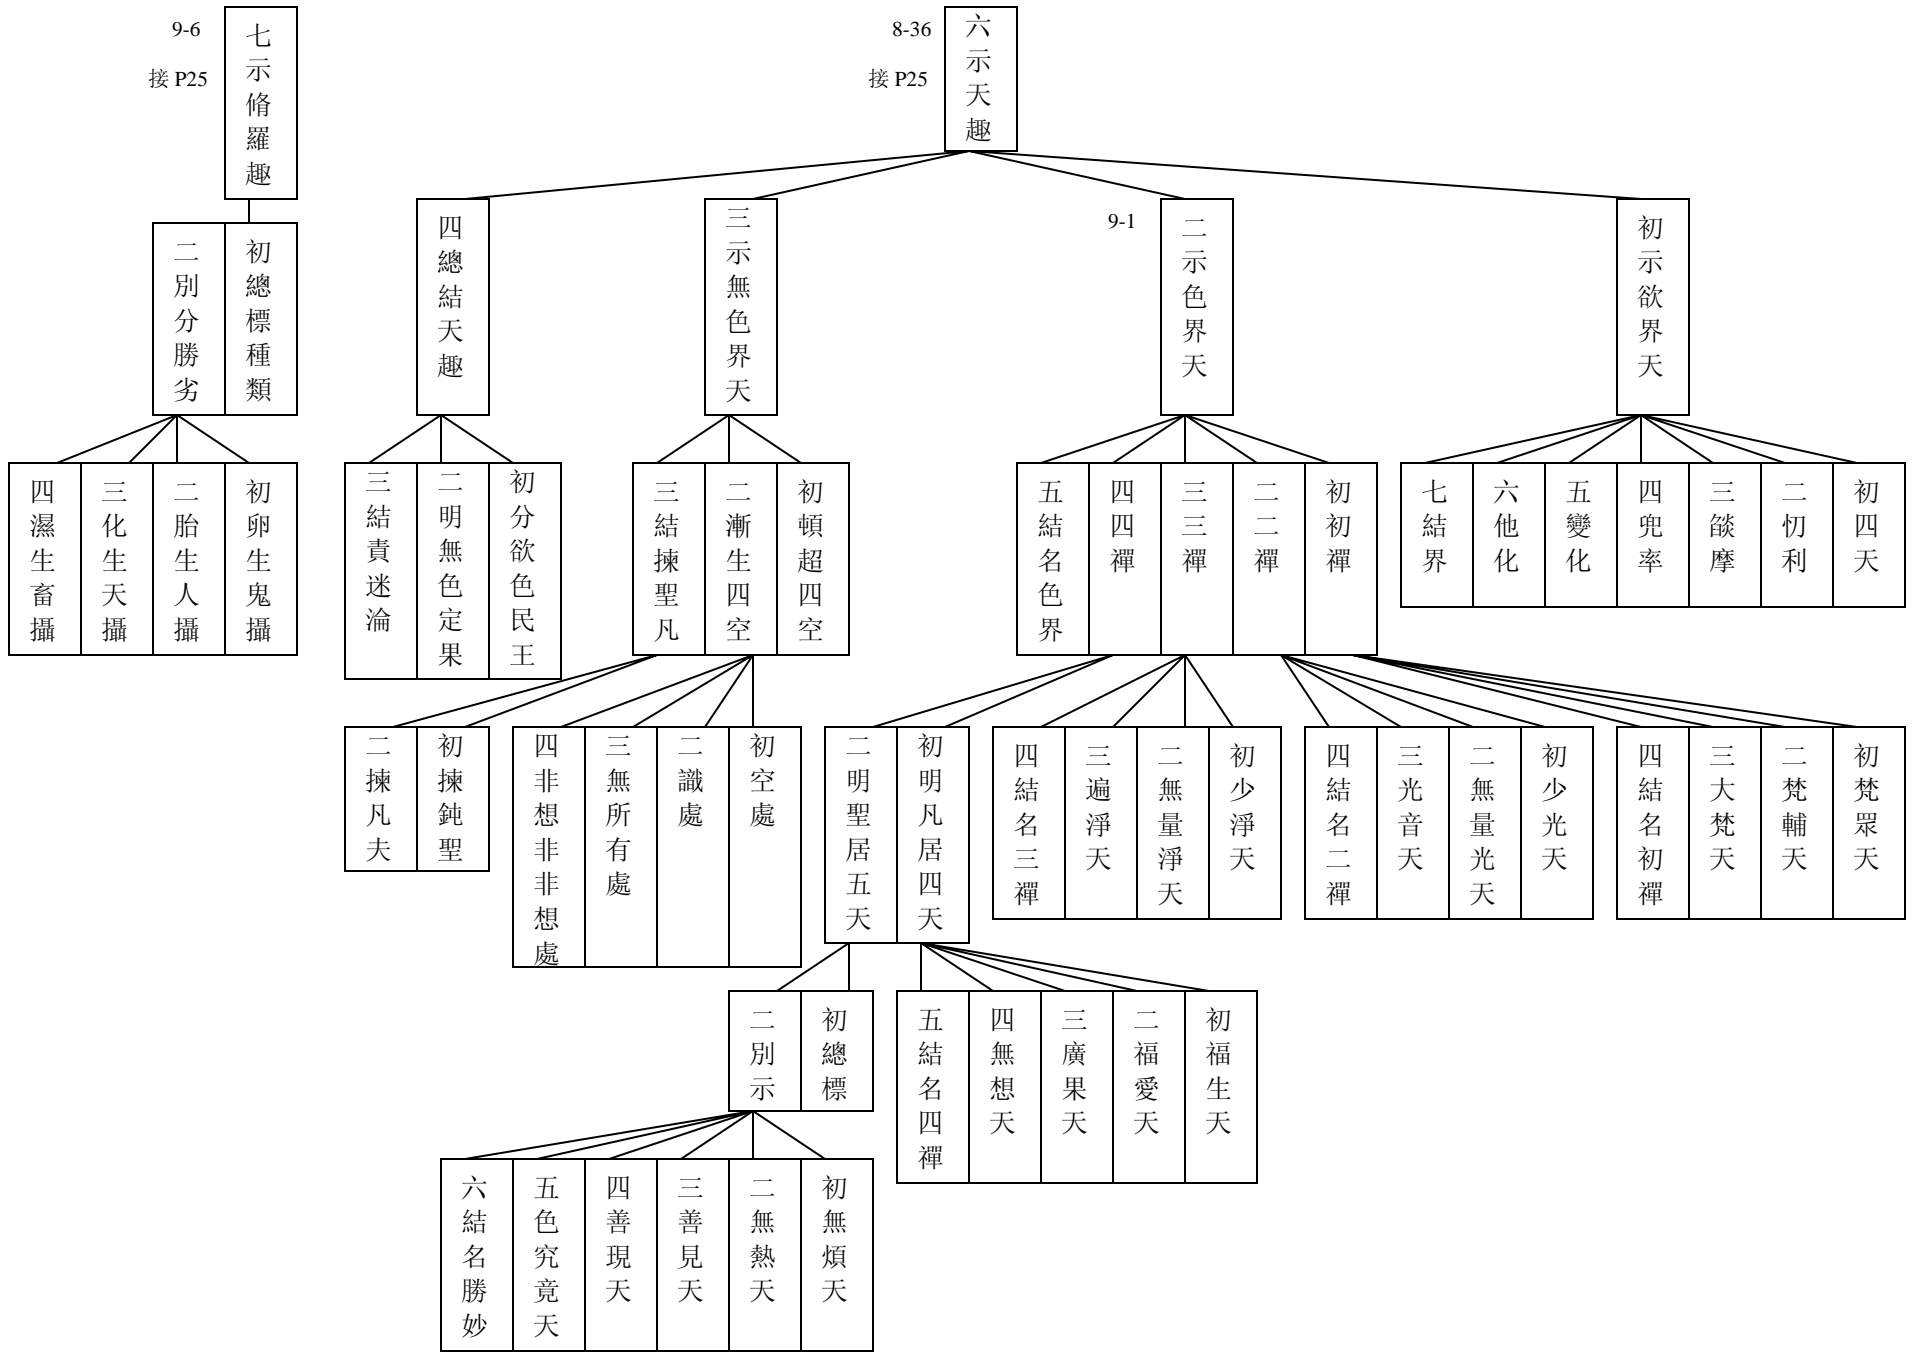 8-36
接 P25
六示天趣
初示欲界天
9-1
二示色界天
三示無色界天
四總結天趣
初四天
二忉利
三燄摩
四兜率
五變化
六他化
七結界
初初禪
二二禪
三三禪
四四禪
五結名色界
初頓超四空
二漸生四空
三結揀聖凡
初分欲色民王
二明無色定果
三結責迷淪
初梵眾天
二梵輔天
三大梵天
四結名初禪
初少光天
二無量光天
三光音天
四結名二禪
初少淨天
二無量淨天
三遍淨天
四結名三禪
初明凡居四天
二明聖居五天
初空處
二識處
三無所有處
四非想非非想處
初揀鈍聖
二揀凡夫
初福生天
二福愛天
三廣果天
四無想天
五結名四禪
初總標
二別示
初無煩天
二無熱天
三善見天
四善現天
五色究竟天
六結名勝妙
9-6
接 P25
七示脩羅趣
初總標種類
二別分勝劣
初卵生鬼攝
二胎生人攝
三化生天攝
四濕生畜攝